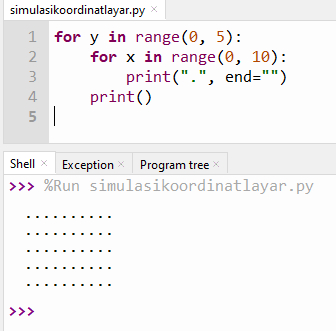 simulasikoordinatlayar.py ×
1 for y in range(0, 5):
2     for x in range(0, 10):
3         print(".", end="")
4     print()
5
Shell × Exception × Program tree ×
>>> %Run simulasikoordinatlayar.py
..........
..........
..........
..........
..........
>>>